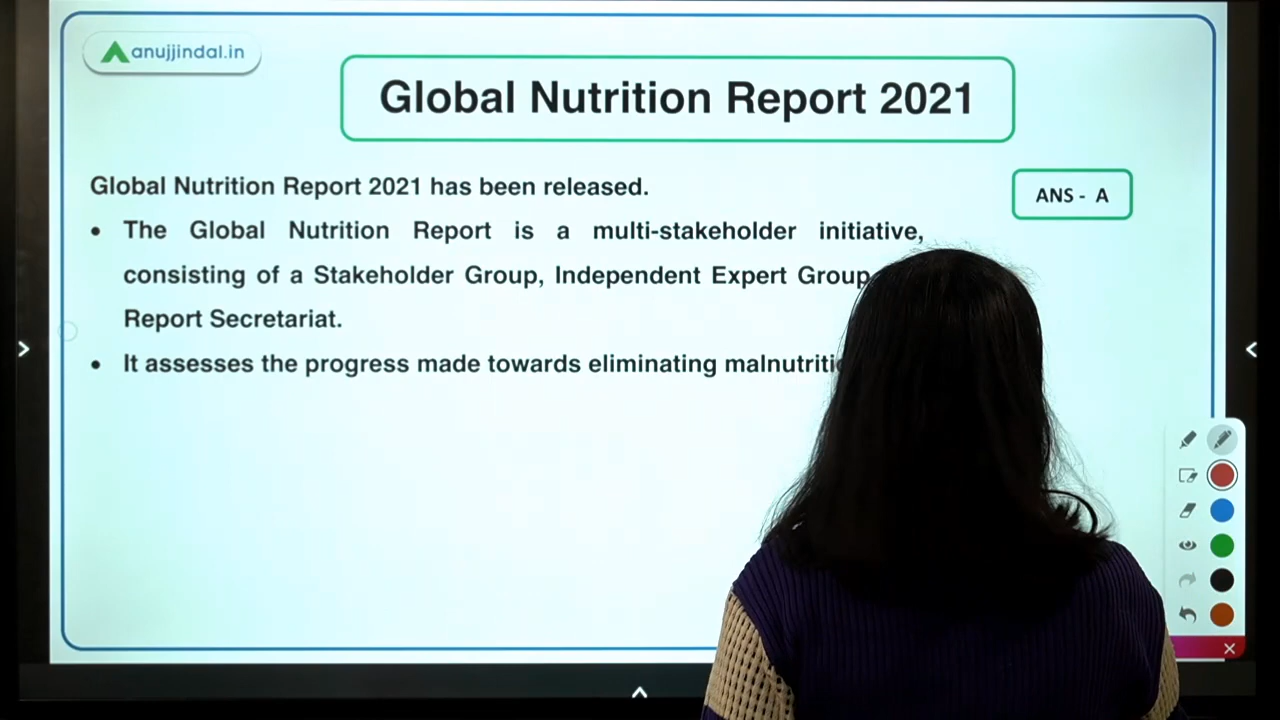 anujjindal.in
Global Nutrition Report 2021
Global Nutrition Report 2021 has been released.
ANS - A
• The Global Nutrition Report is a multi-stakeholder initiative,
consisting of a Stakeholder Group, Independent Expert Group
Report Secretariat.
• It assesses the progress made towards eliminating